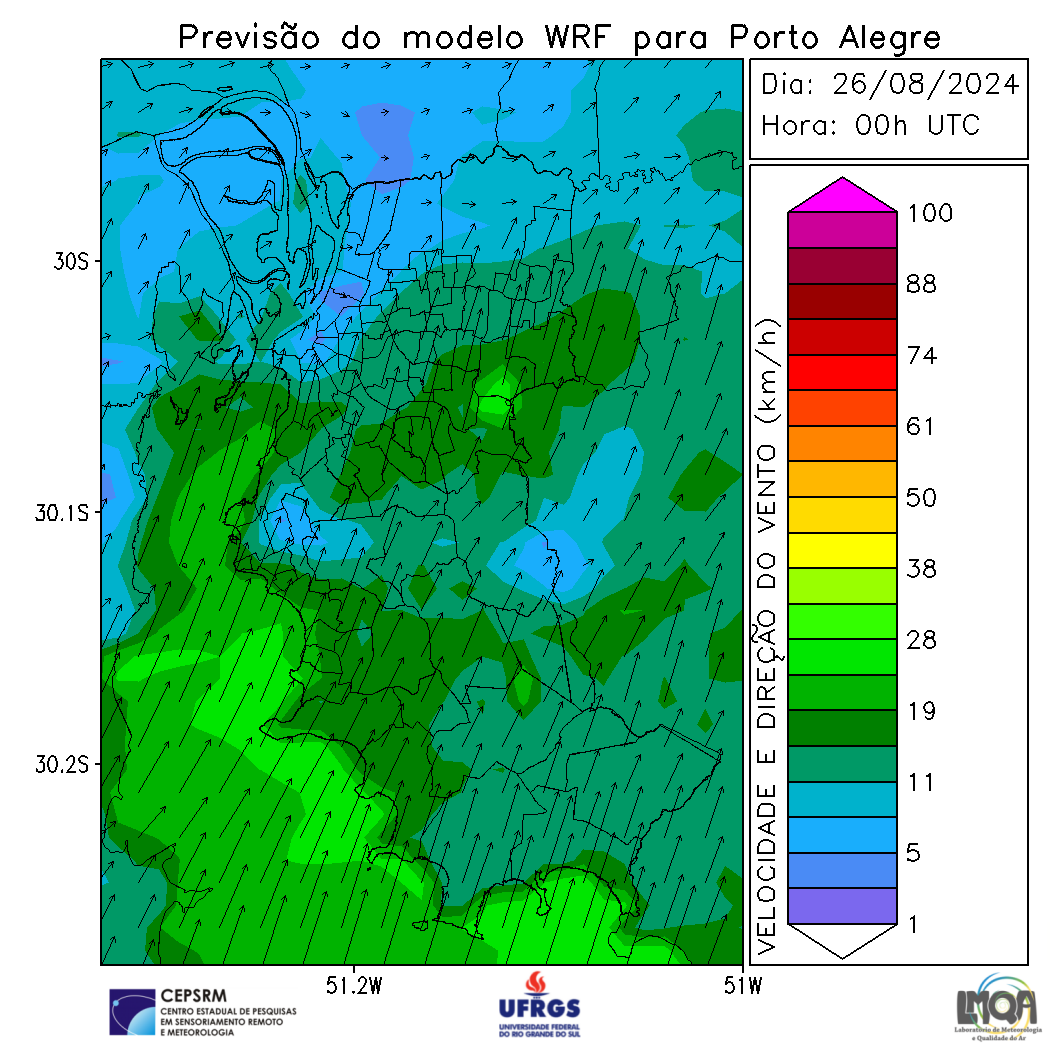 Previsão do modelo WRF para Porto Alegre
Dia: 26/08/2024
Hora: 00h UTC
30S
30.1S
30.2S
51.2W
51W
VELOCIDADE E DIREÇÃO DO VENTO (km/h)
100
88
74
61
50
38
28
19
11
5
1
CEPSRM
CENTRO ESTADUAL DE PESQUISAS
EM SENSORIAMENTO REMOTO
E METEOROLOGIA
UFRGS
UNIVERSIDADE FEDERAL
DO RIO GRANDE DO SUL
LMQA
Laboratório de Meteorologia
e Qualidade do Ar